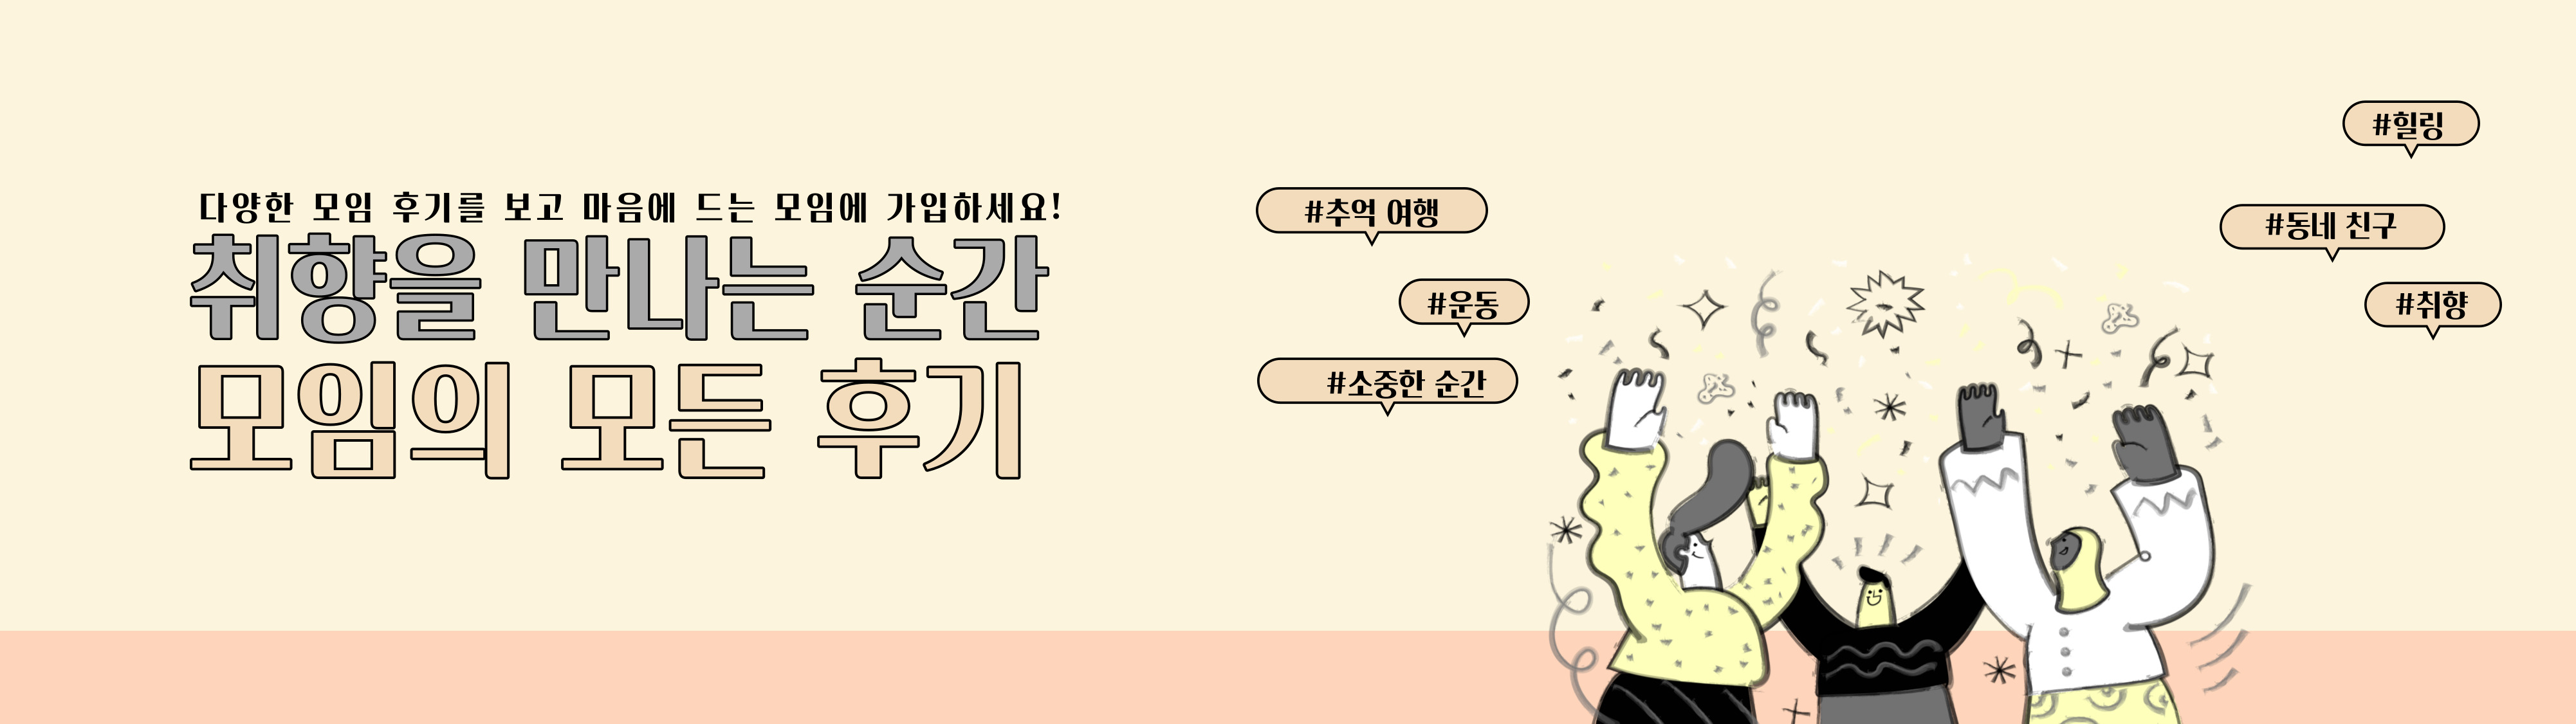 다양한 모임 후기를 보고 마음에 드는 모임에 가입하세요!
취향을 만나는 순간
모임의 모든 후기
#추억 여행
#운동
#소중한 순간
#힐링
#동네 친구
#취향